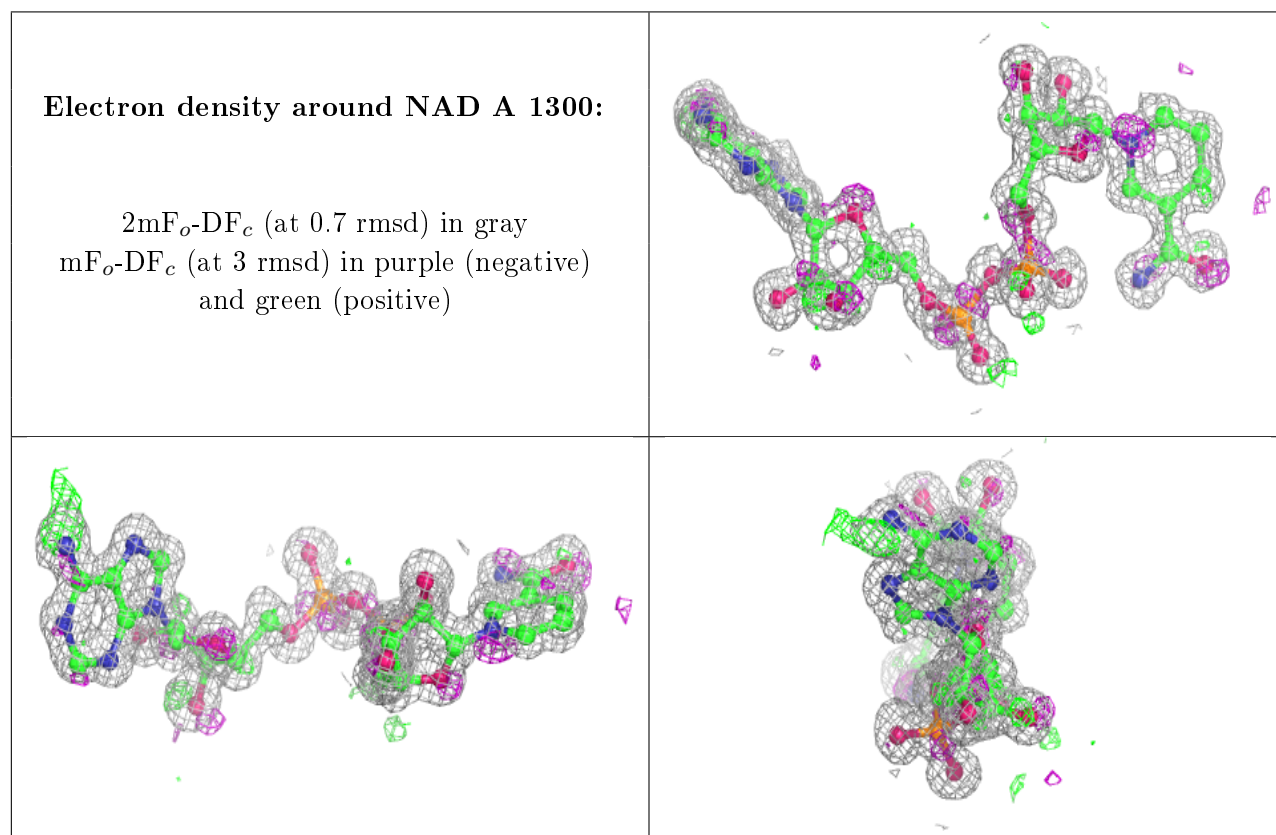 Electron density around NAD A 1300:
2mFo-DFc (at 0.7 rmsd) in gray
mFo-DFc (at 3 rmsd) in purple (negative)
and green (positive)